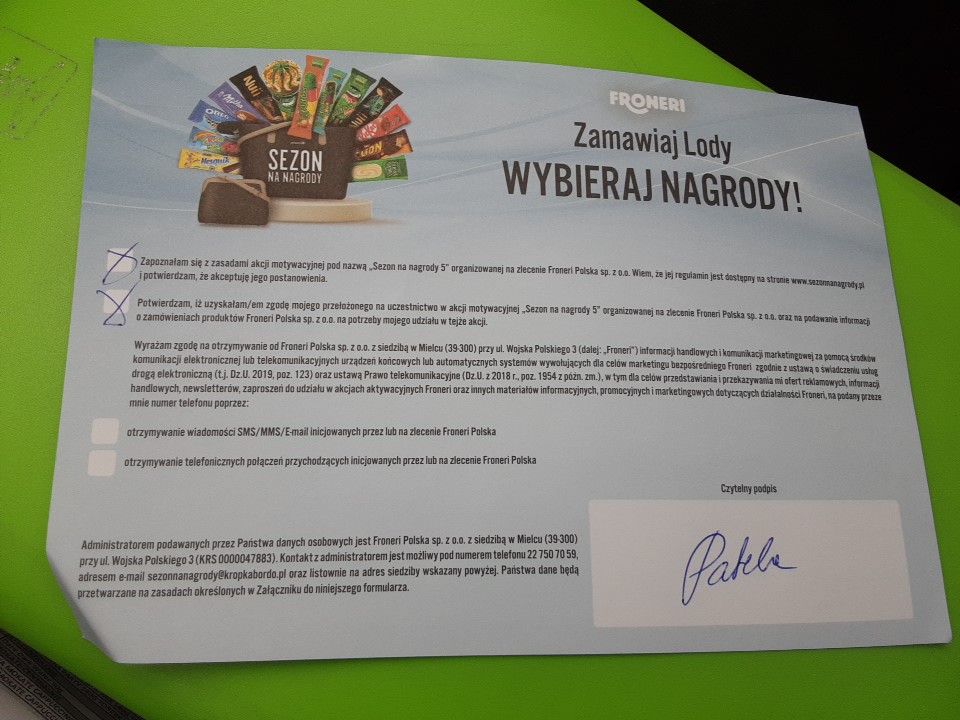 FRONERI
Zamawiaj Lody
WYBIERAJ NAGRODY!
Nuii
Milka
OREO
Nesquik
KitKat
LION
SEZON
NA NAGRODY
Zapoznałam się z zasadami akcji motywacyjnej pod nazwą „Sezon na nagrody 5" organizowanej na zlecenie Froneri Polska sp. z o.o. Wiem, że jej regulamin jest dostępny na stronie www.sezonnanagrody.pl
i potwierdzam, że akceptuję jego postanowienia.
Potwierdzam, iż uzyskałam/em zgodę mojego przełożonego na uczestnictwo w akcji motywacyjnej „Sezon na nagrody 5" organizowanej na zlecenie Froneri Polska sp. z o.o. oraz na podawanie informacji
o zamówieniach produktów Froneri Polska sp. z o.o. na potrzeby mojego udziału w tejże akcji.
Wyrażam zgodę na otrzymywanie od Froneri Polska sp. z o.o. z siedzibą w Mielcu (39-300) przy ul. Wojska Polskiego 3 (dalej: „Froneri") informacji handlowych i komunikacji marketingowej za pomocą środków
komunikacji elektronicznej lub telekomunikacyjnych urządzeń końcowych lub automatycznych systemów wywołujących dla celów marketingu bezpośredniego Froneri zgodnie z ustawą o świadczeniu usług
drogą elektroniczną (t.j. Dz.U. 2019, poz. 123) oraz ustawą Prawo telekomunikacyjne (Dz.U. z 2018 r., poz. 1954 z późn. zm.), w tym dla celów przedstawiania i przekazywania mi ofert reklamowych, informacji
handlowych, newsletterów, zaproszeń do udziału w akcjach aktywacyjnych Froneri oraz innych materiałów informacyjnych, promocyjnych i marketingowych dotyczących działalności Froneri, na podany przeze
mnie numer telefonu poprzez:
otrzymywanie wiadomości SMS/MMS/E-mail inicjowanych przez lub na zlecenie Froneri Polska
otrzymywanie telefonicznych połączeń przychodzących inicjowanych przez lub na zlecenie Froneri Polska
Czytelny podpis
Administratorem podawanych przez Państwa danych osobowych jest Froneri Polska sp. z o.o. z siedzibą w Mielcu (39-300)
przy ul. Wojska Polskiego 3 (KRS 0000047883). Kontakt z administratorem jest możliwy pod numerem telefonu 22 750 70 59,
adresem e-mail sezonnanagrody@kropkabordo.pl oraz listownie na adres siedziby wskazany powyżej. Państwa dane będą
przetwarzane na zasadach określonych w Załączniku do niniejszego formularza.